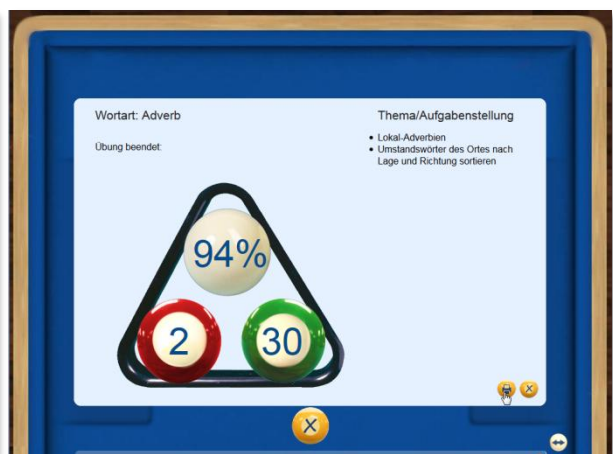 Wortart: Adverb
Übung beendet:
Thema/Aufgabenstellung
• Lokal-Adverbien
• Umstandswörter des Ortes nach
Lage und Richtung sortieren
94%
2
30